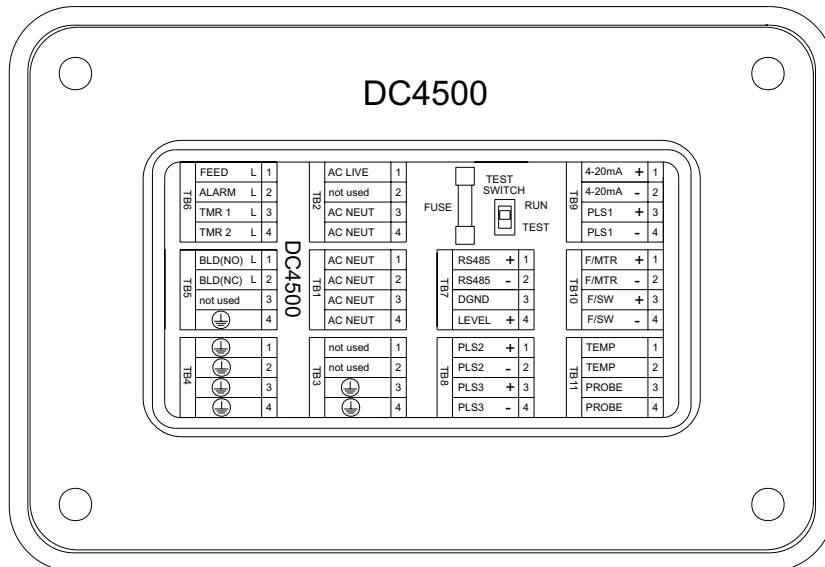 DC4500
TB6
FEED L 1
ALARM L 2
TMR 1 L 3
TMR 2 L 4
TB2
AC LIVE 1
not used 2
AC NEUT 3
AC NEUT 4
FUSE
TEST
SWITCH
RUN
TEST
TB9
4-20mA + 1
4-20mA - 2
PLS1 + 3
PLS1 - 4
TB5
BLD(NO) L 1
BLD(NC) L 2
not used 3
4
DC4500
TB1
AC NEUT 1
AC NEUT 2
AC NEUT 3
AC NEUT 4
TB7
RS485 + 1
RS485 - 2
DGND 3
LEVEL + 4
TB10
F/MTR + 1
F/MTR - 2
F/SW + 3
F/SW - 4
TB4
1
2
3
4
TB3
not used 1
not used 2
3
4
TB8
PLS2 + 1
PLS2 - 2
PLS3 + 3
PLS3 - 4
TB11
TEMP 1
TEMP 2
PROBE 3
PROBE 4